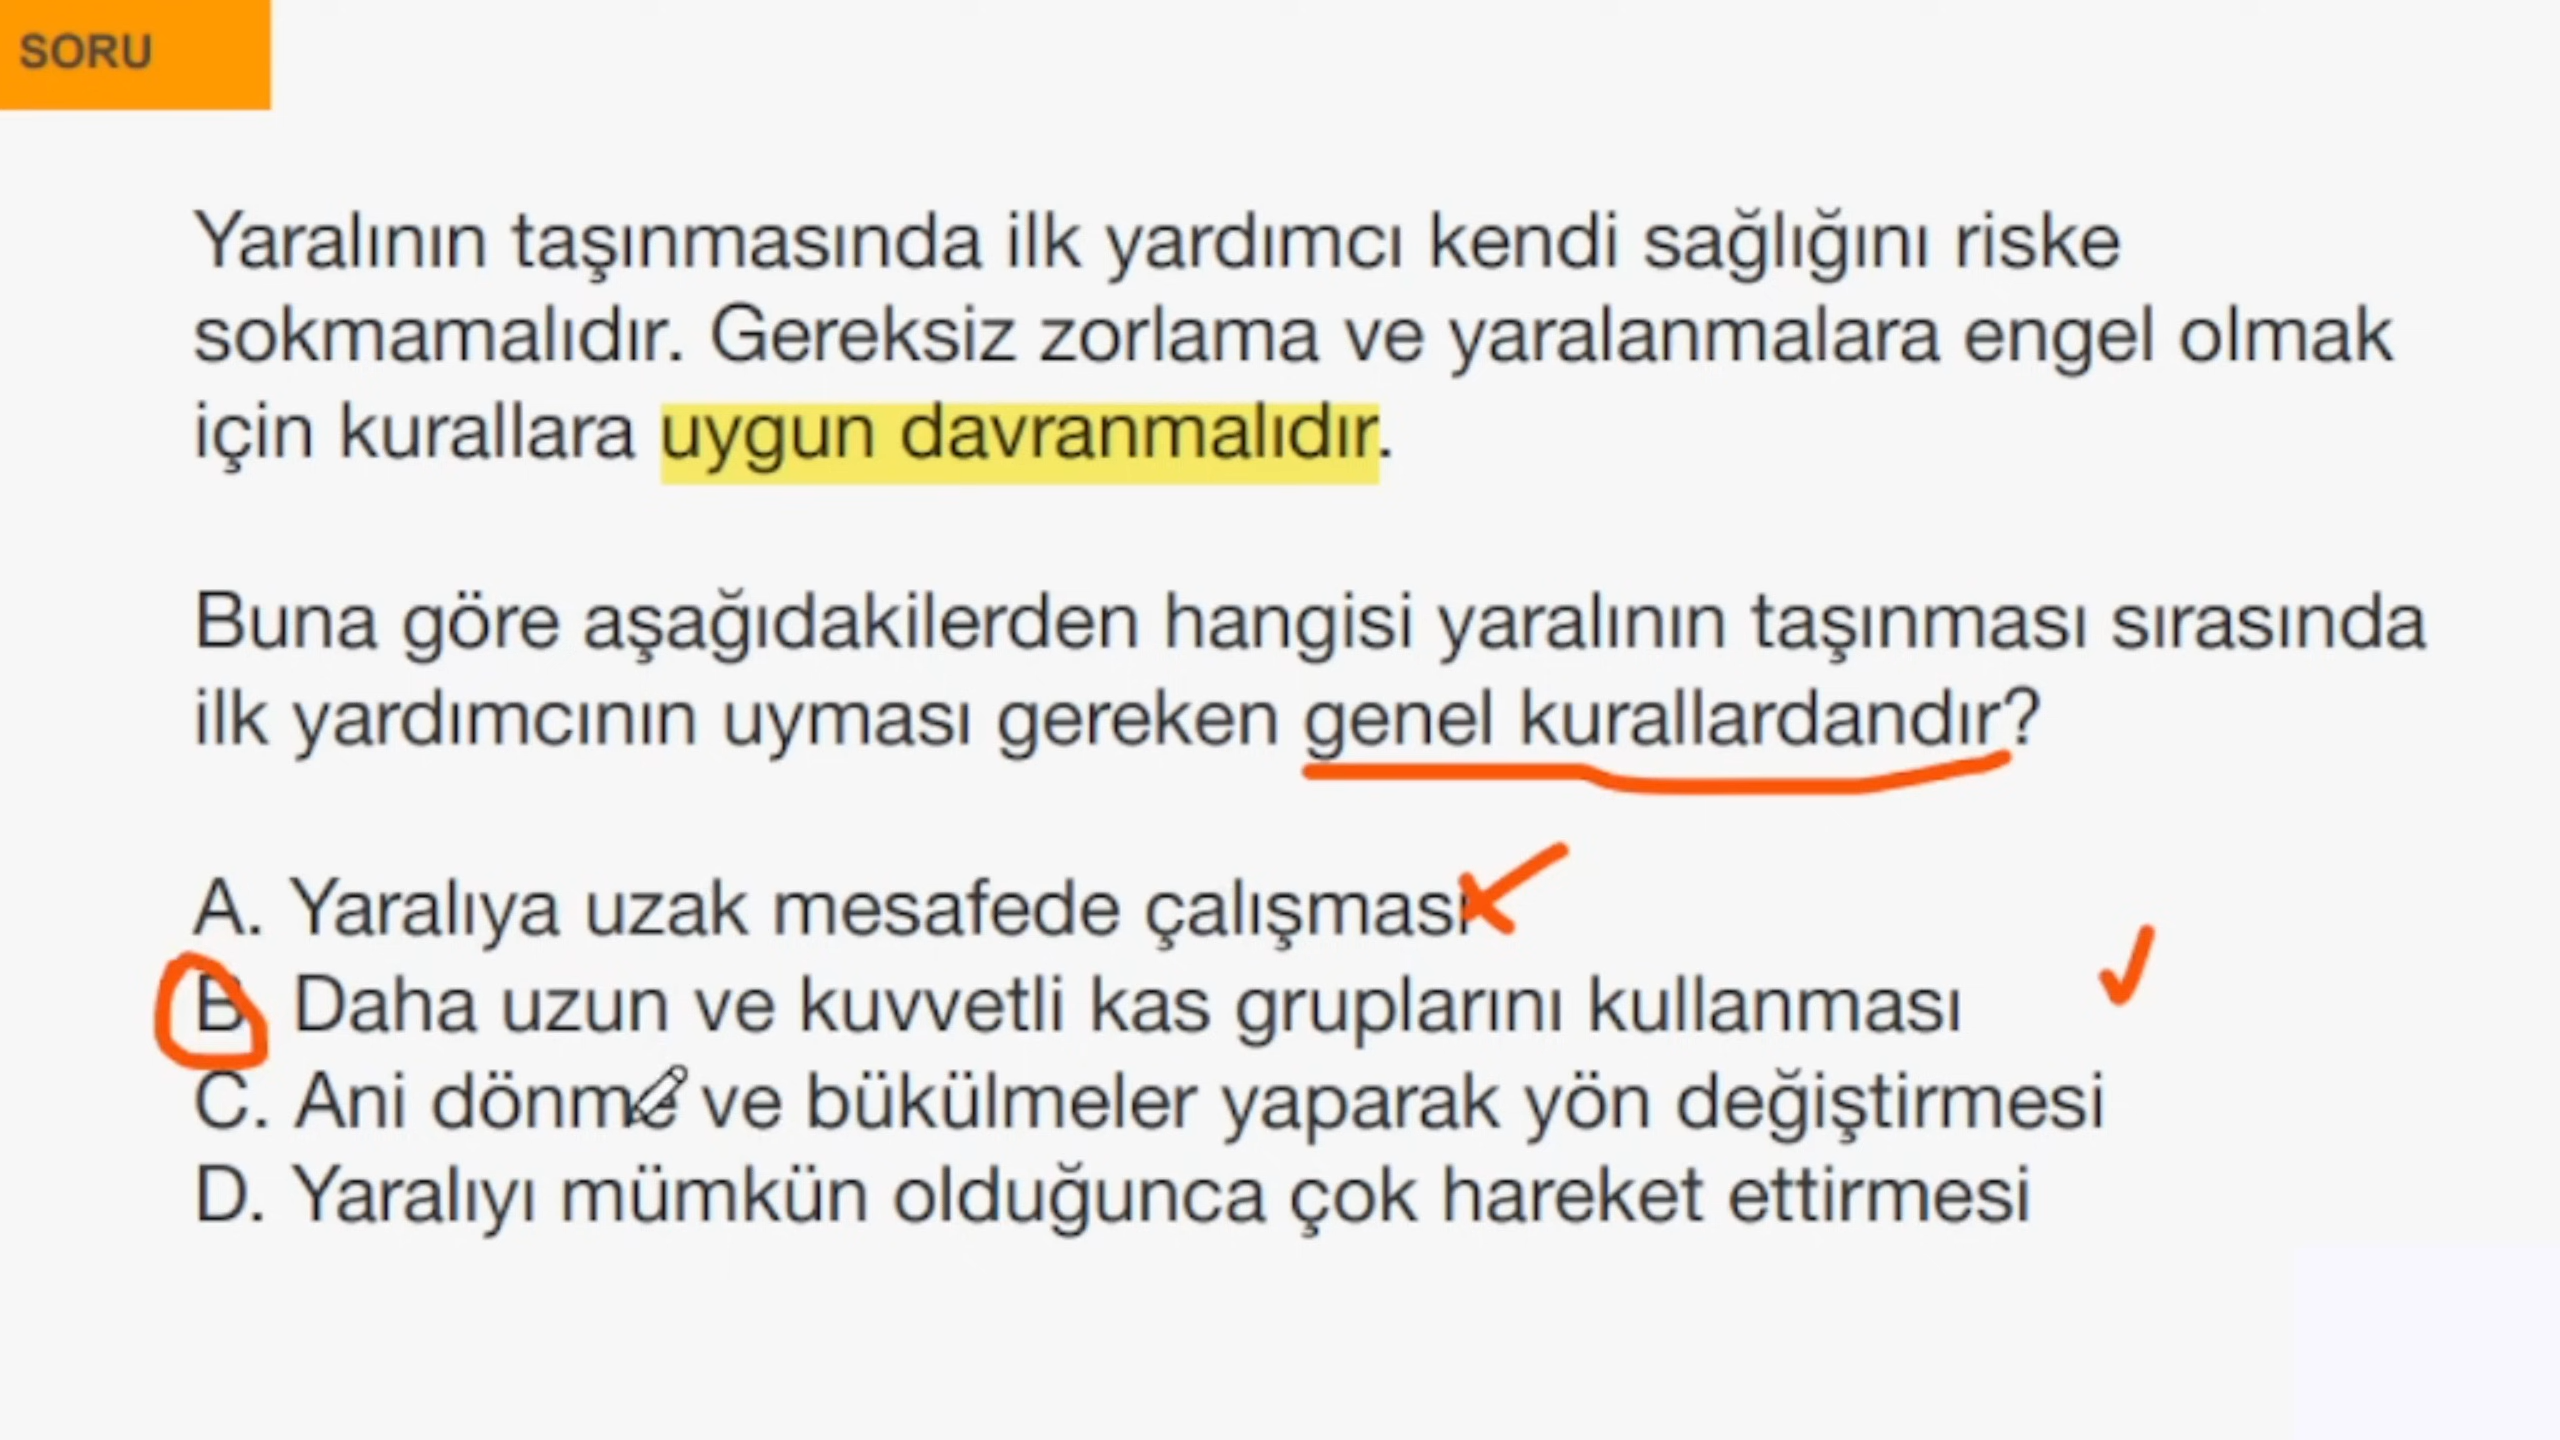 SORU
Yaralının taşınmasında ilk yardımcı kendi sağlığını riske
sokmamalıdır. Gereksiz zorlama ve yaralanmalara engel olmak
için kurallara uygun davranmalıdır.
Buna göre aşağıdakilerden hangisi yaralının taşınması sırasında
ilk yardımcının uyması gereken genel kurallardandır?
A. Yaralıya uzak mesafede çalışması
B. Daha uzun ve kuvvetli kas gruplarını kullanması
C. Ani dönme ve bükülmeler yaparak yön değiştirmesi
D. Yaralıyı mümkün olduğunca çok hareket ettirmesi